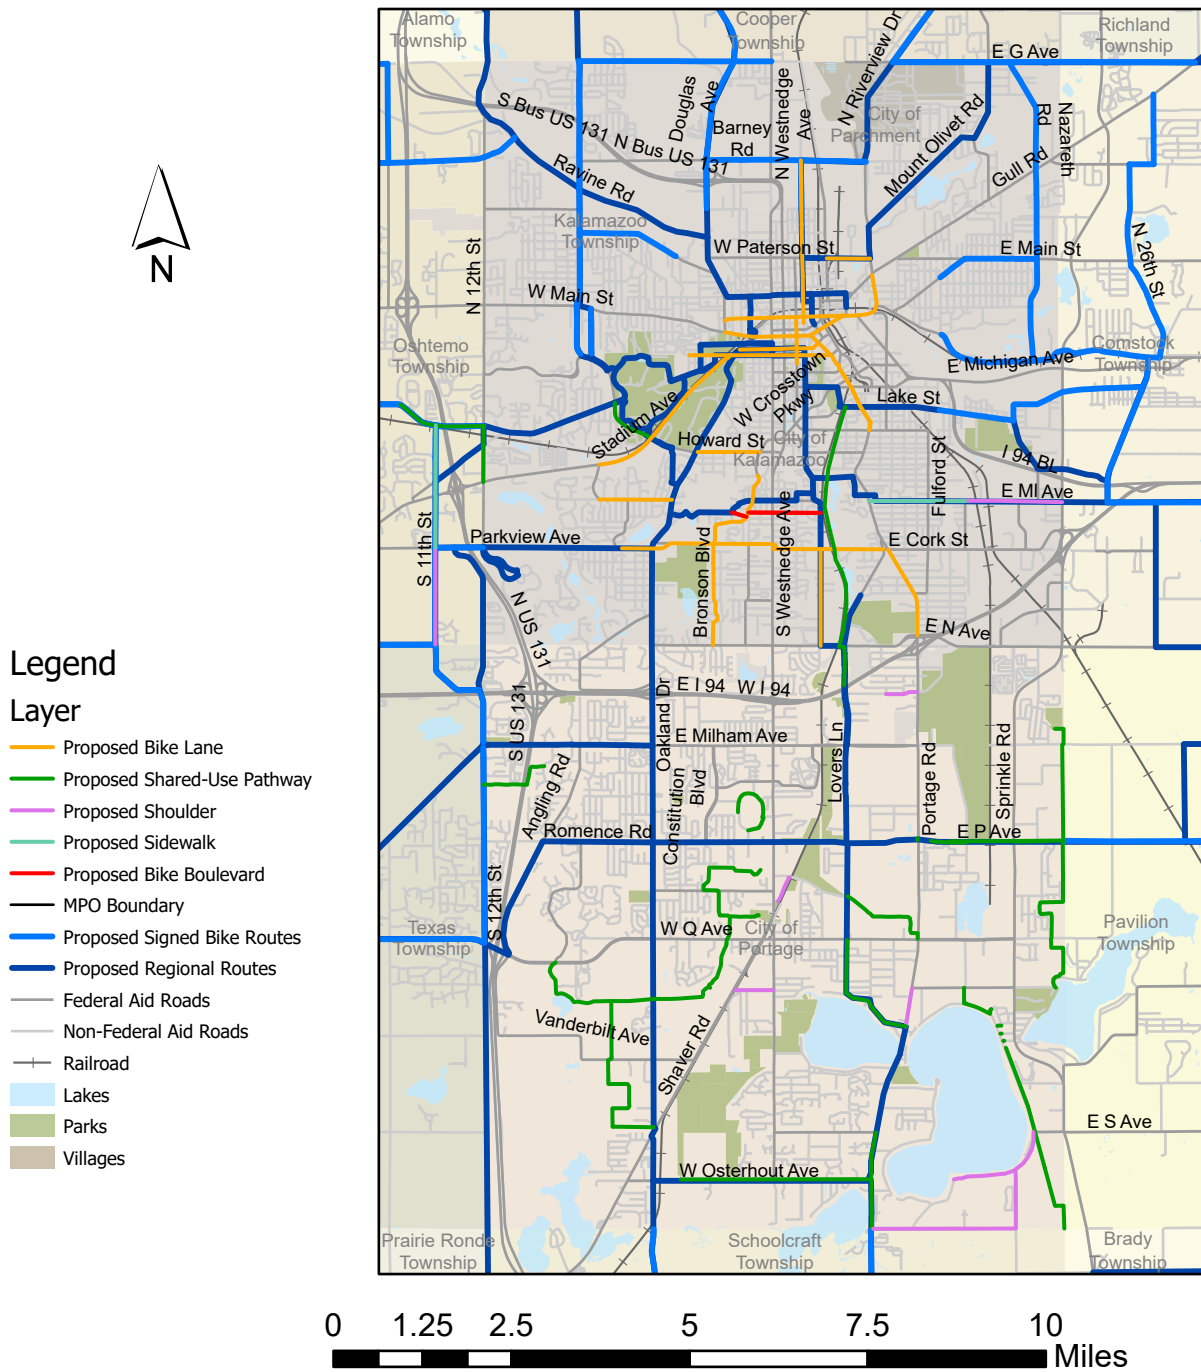 Alamo
Township
Cooper
Township
Richland
Township
N Riverview Dr
E G Ave
Douglas
Ave
N Westnedge
Ave
S Bus US 131 N Bus US 131
Barney
Rd
City of
Parchment
Mount Olivet Rd
Nazareth
Rd
Gull Rd
Ravine Rd
Kalamazoo
Township
N
N 12th St
W Paterson St
E Main St
N 26th St
W Main St
Oshtemo
Township
Comstock
Township
E Michigan Ave
W Crosstown
Pkwy
Lake St
Stadium Ave
Howard St
City of
Kalamazoo
I 94 BL
Fulford St
E MI Ave
S 11th St
Parkview Ave
Bronson Blvd
S Westnedge Ave
E Cork St
N US 131
E N Ave
Legend
Layer
Proposed Bike Lane
Proposed Shared-Use Pathway
Proposed Shoulder
Proposed Sidewalk
Proposed Bike Boulevard
MPO Boundary
Proposed Signed Bike Routes
Proposed Regional Routes
Federal Aid Roads
Non-Federal Aid Roads
Railroad
Lakes
Parks
Villages
S US 131
Oakland Dr
E I 94 W I 94
E Milham Ave
Lovers Ln
Angling Rd
Constitution
Blvd
Portage Rd
Sprinkle Rd
Romence Rd
E P Ave
S 12th St
Texas
Township
W Q Ave
City of
Portage
Pavilion
Township
Vanderbilt Ave
Shaver Rd
E S Ave
W Osterhout Ave
Prairie Ronde
Township
Schoolcraft
Township
Brady
Township
0 1.25 2.5 5 7.5 10
Miles